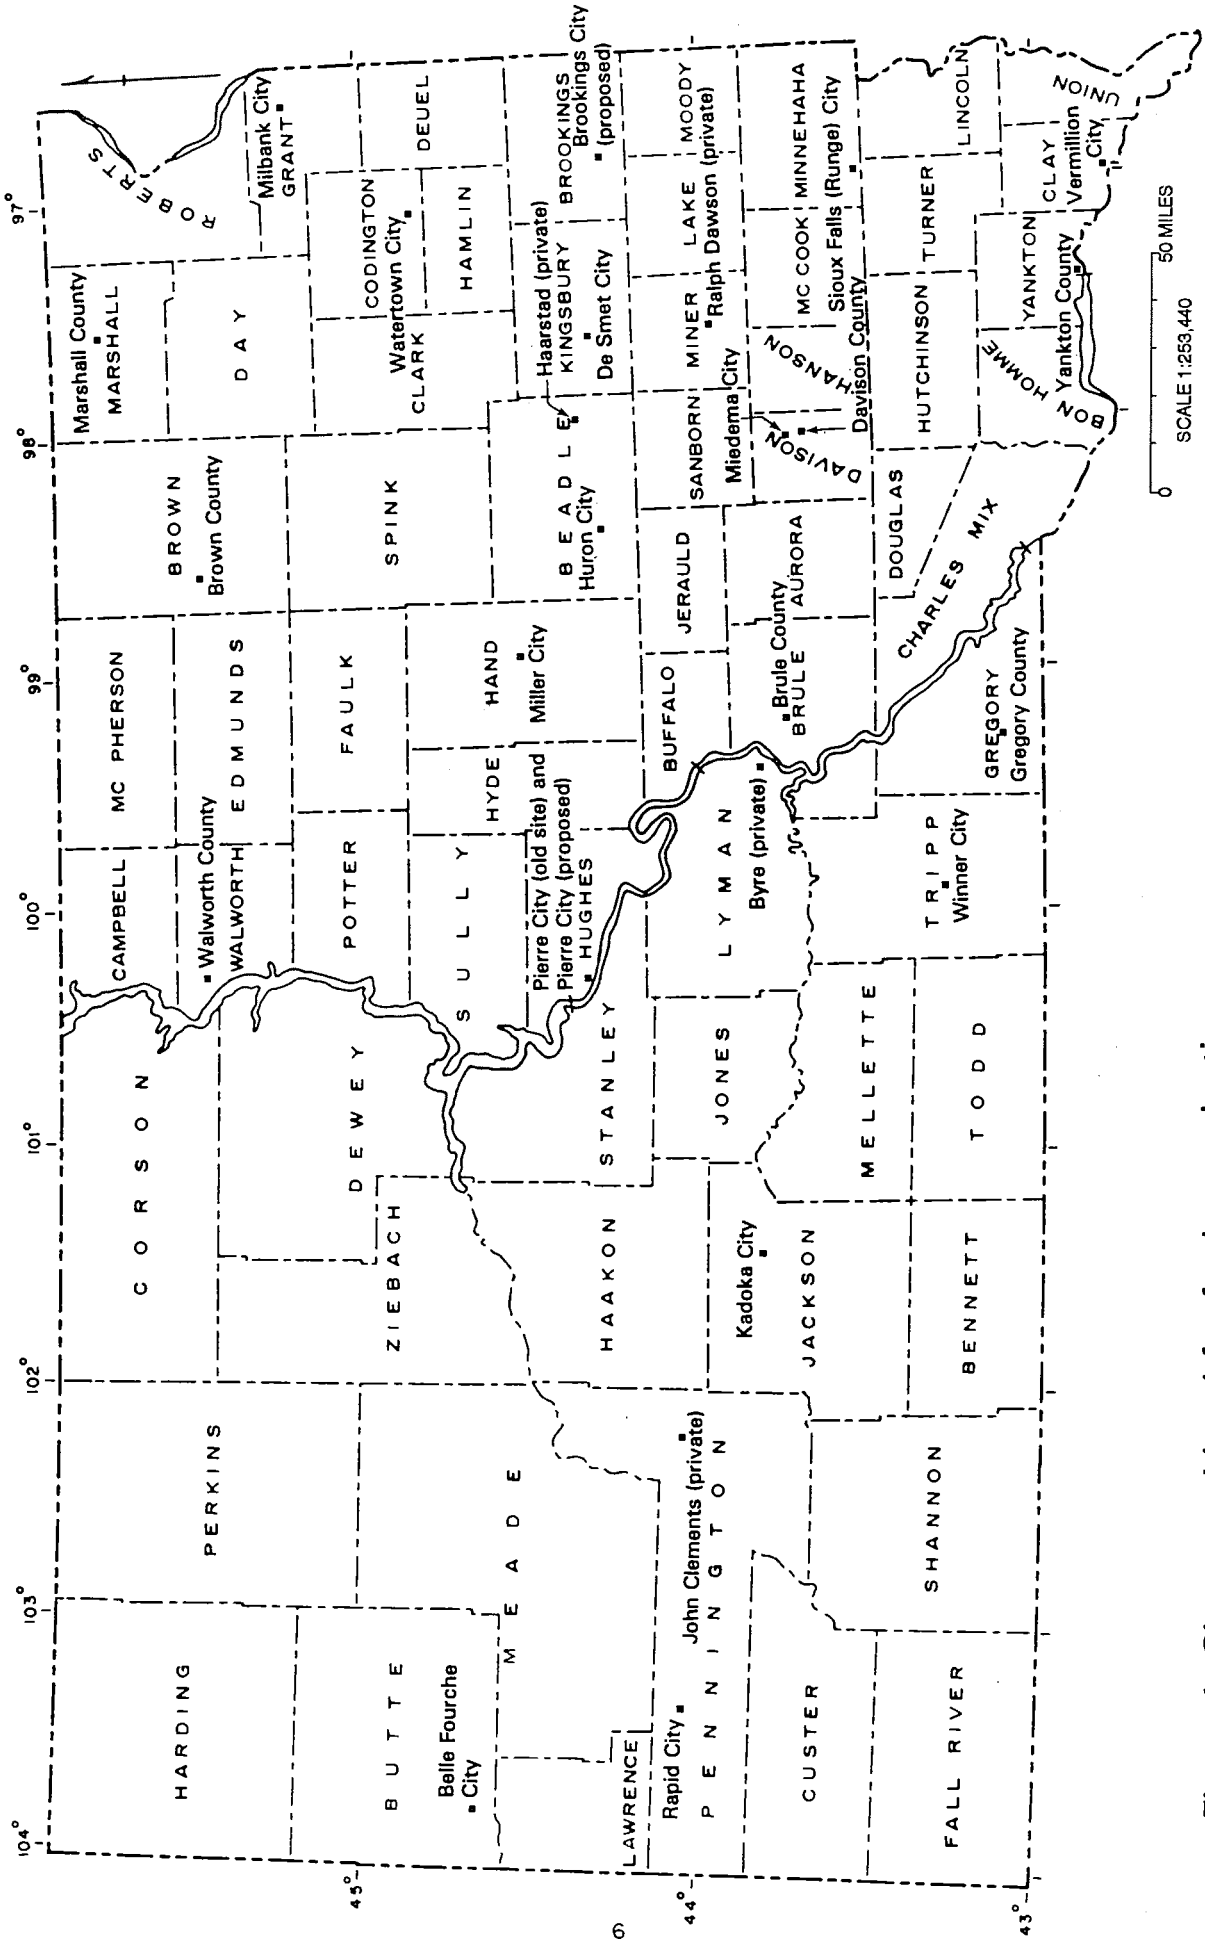 104°
103°
102°
101°
100°
99°
98°
97°
45°
44°
43°
HARDING
PERKINS
CORSON
CAMPBELL
MC PHERSON
BROWN
Brown County
Marshall County
MARSHALL
ROBERTS
DAY
Milbank City
GRANT
Walworth County
WALWORTH
EDMUNDS
BUTTE
Belle Fourche
City
MEADE
ZIEBACH
DEWEY
POTTER
FAULK
SPINK
CODINGTON
Watertown City
CLARK
DEUEL
HAMLIN
SULLY
HYDE
HAND
Miller City
BEADLE
Huron City
Haarstad (private)
KINGSBURY
De Smet City
BROOKINGS
Brookings City
(proposed)
Pierre City (old site) and
Pierre City (proposed)
HUGHES
LAWRENCE
HAAKON
STANLEY
Rapid City
PENNINGTON
John Clements (private)
BUFFALO
JERAULD
SANBORN
MINER
LAKE
MOODY
Ralph Dawson (private)
Miedema City
JONES
LYMAN
Byre (private)
Brule County
BRULE
AURORA
DAVISON
Davison County
HANSON
MC COOK
MINNEHAHA
Sioux Falls (Runge) City
Kadoka City
JACKSON
CUSTER
MELLETTE
DOUGLAS
HUTCHINSON
TURNER
LINCOLN
FALL RIVER
SHANNON
BENNETT
TODD
TRIPP
Winner City
GREGORY
Gregory County
CHARLES MIX
BON HOMME
YANKTON
Yankton County
CLAY
Vermillion
City
UNION
0
50 MILES
SCALE 1:253,440
9